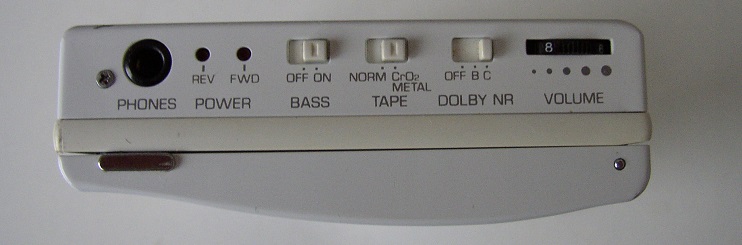 8
REV FWD OFF ON NORM CrO2 OFF B C
METAL
PHONES POWER BASS TAPE DOLBY NR VOLUME